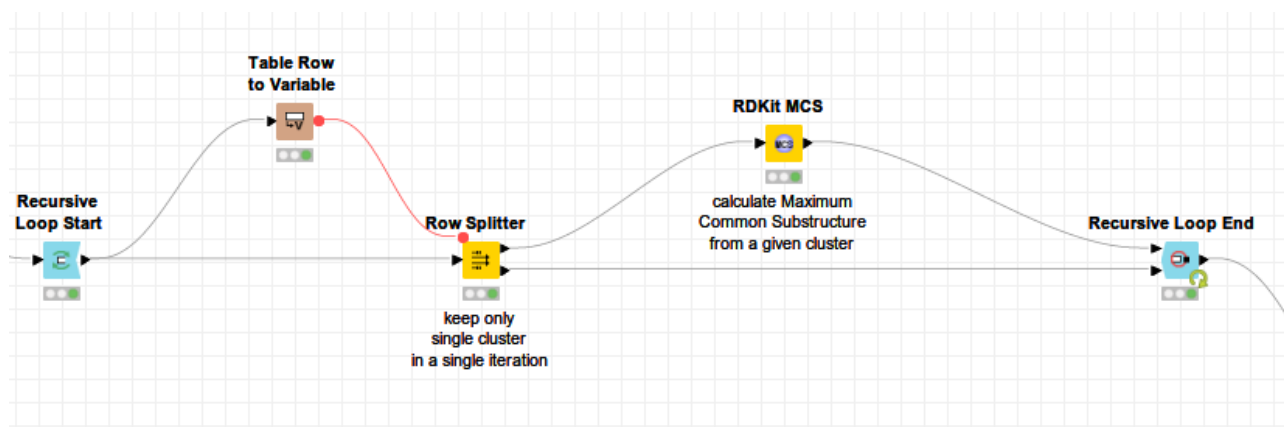 Table Row
to Variable
V
RDKit MCS
MCS
Recursive
Loop Start
calculate Maximum
Common Substructure
from a given cluster
Row Splitter
Recursive Loop End
keep only
single cluster
in a single iteration